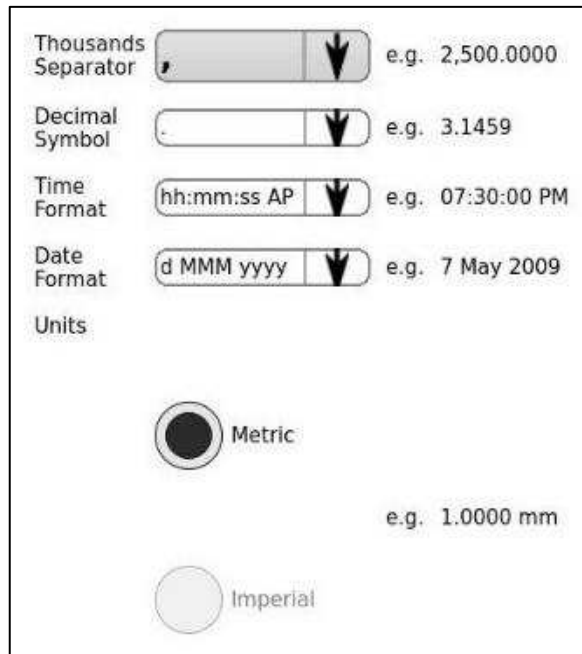 Thousands
Separator
, e.g. 2,500.0000
Decimal
Symbol
. e.g. 3.1459
Time
Format
hh:mm:ss AP e.g. 07:30:00 PM
Date
Format
d MMM yyyy e.g. 7 May 2009
Units
Metric
e.g. 1.0000 mm
Imperial